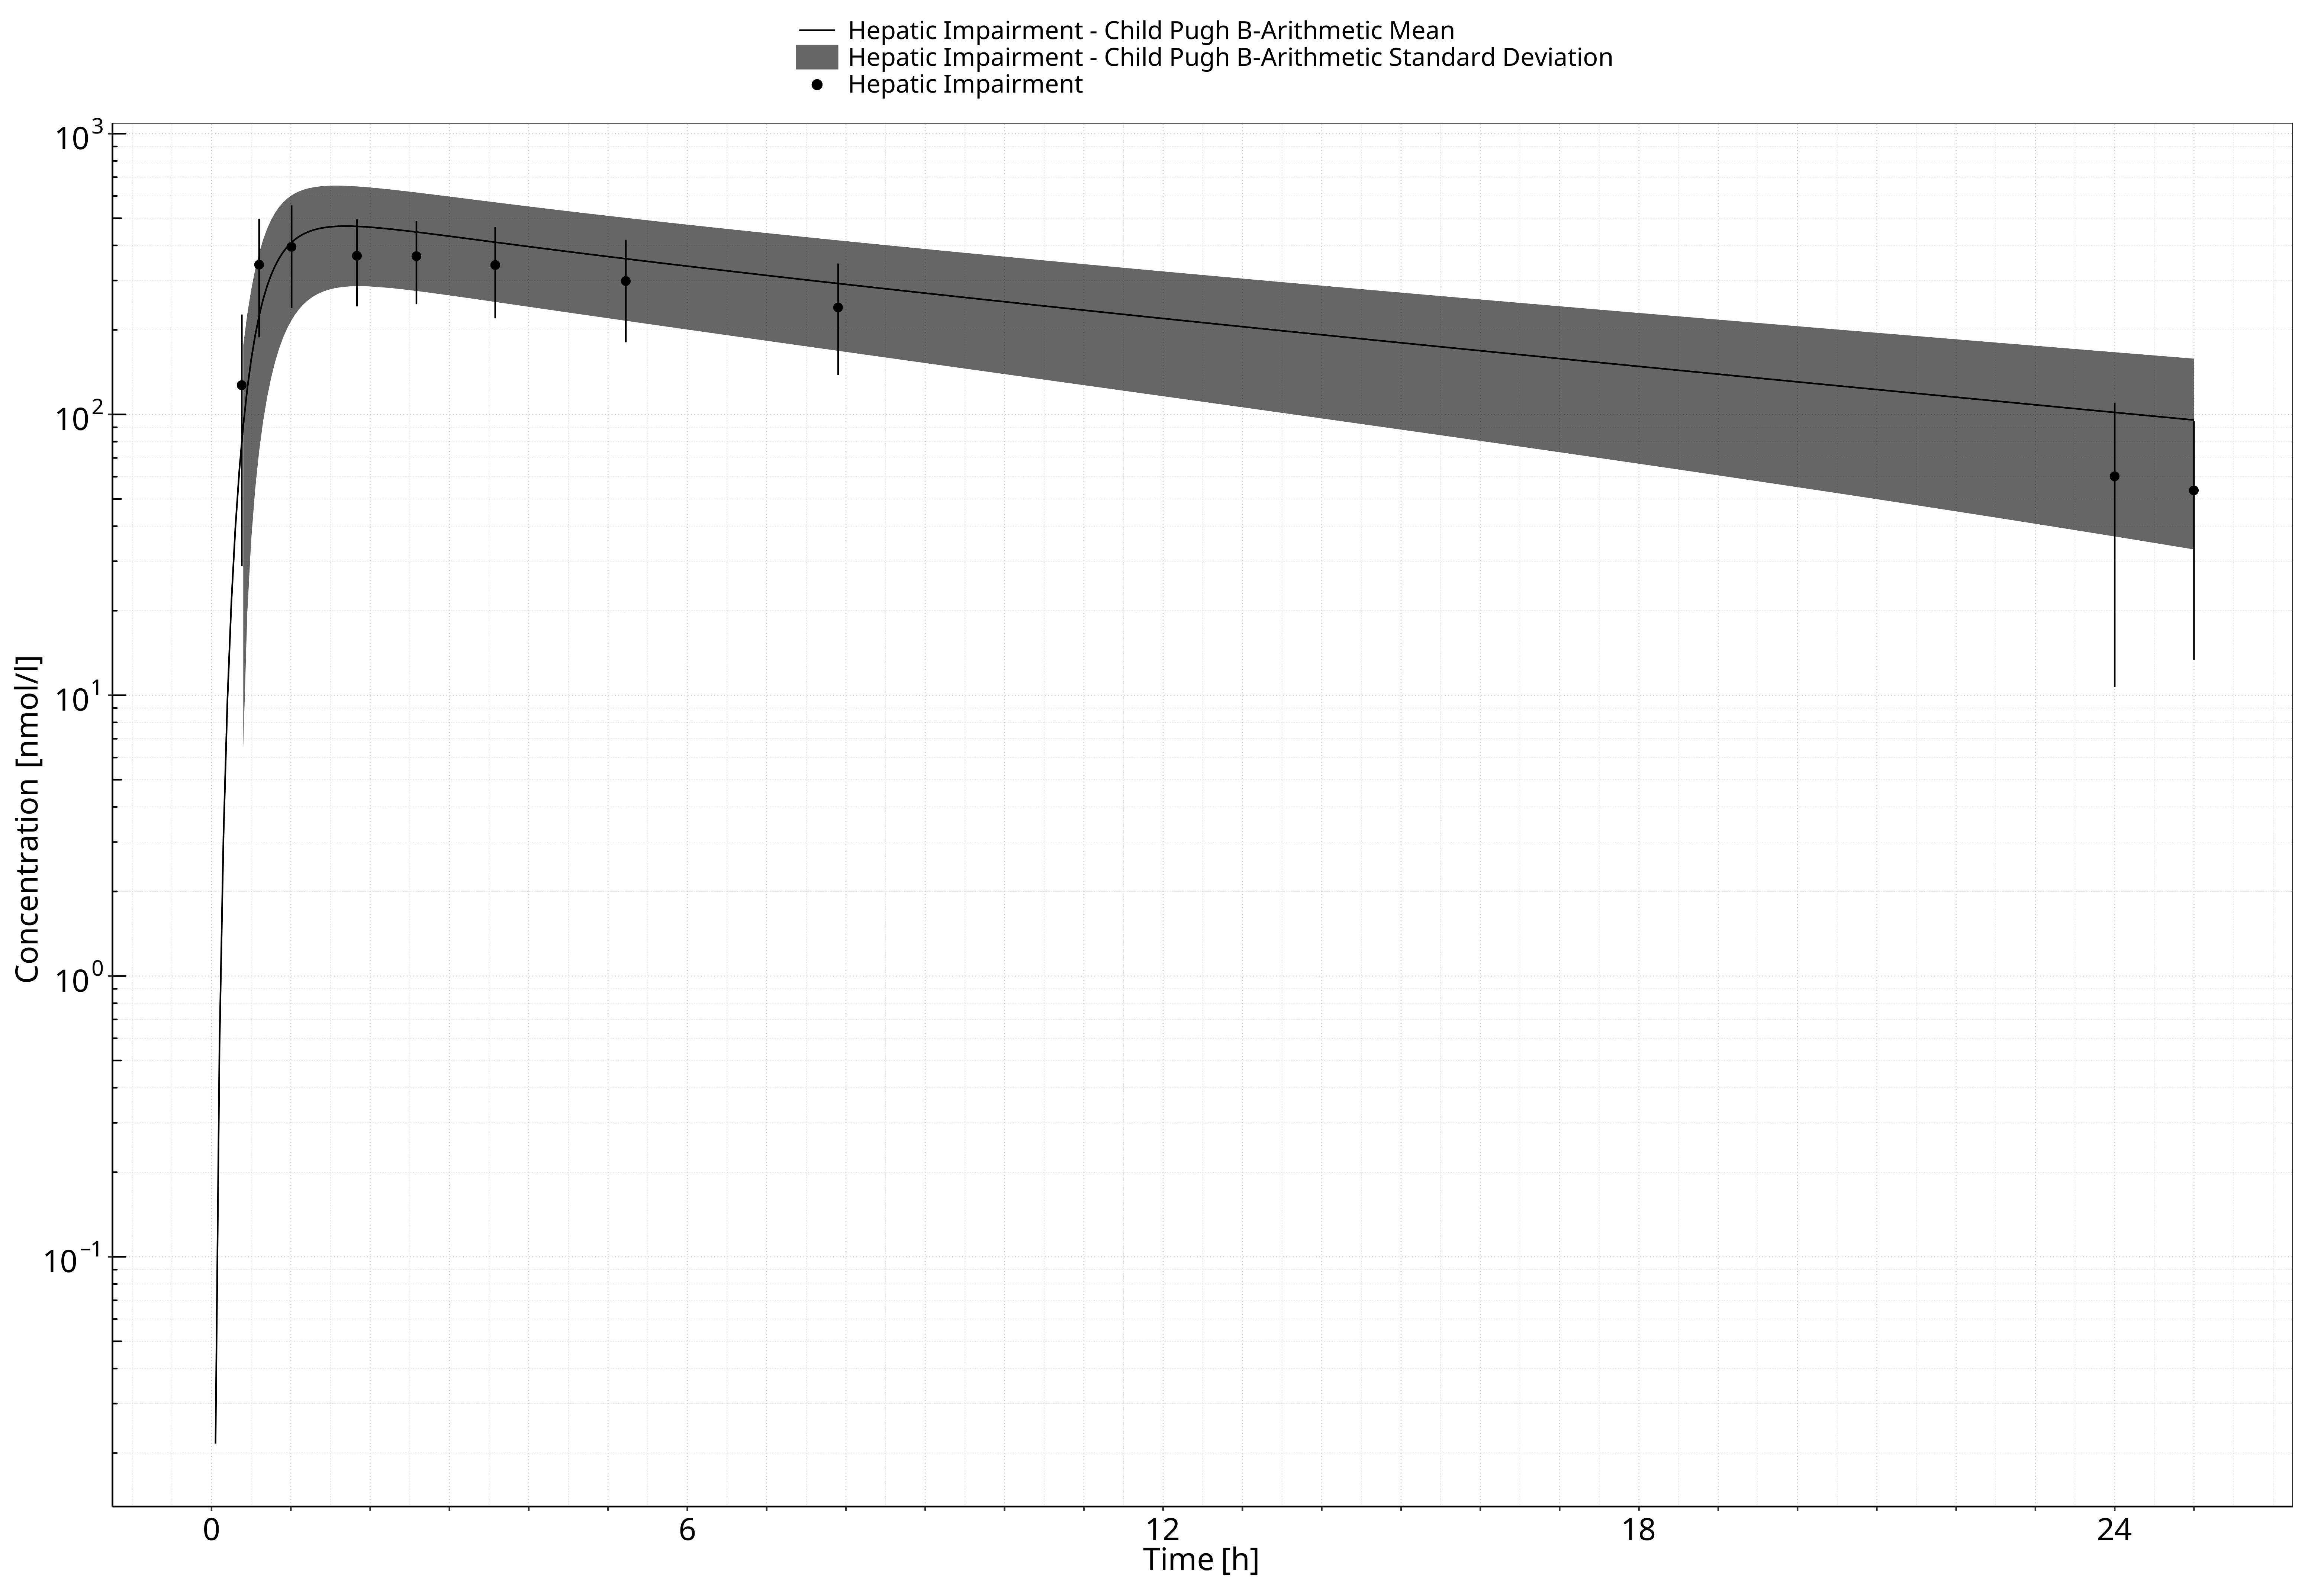 Hepatic Impairment - Child Pugh B-Arithmetic Mean
Hepatic Impairment - Child Pugh B-Arithmetic Standard Deviation
Hepatic Impairment
10³
10²
10¹
10⁰
10⁻¹
Concentration [nmol/l]
0 6 12 18 24
Time [h]